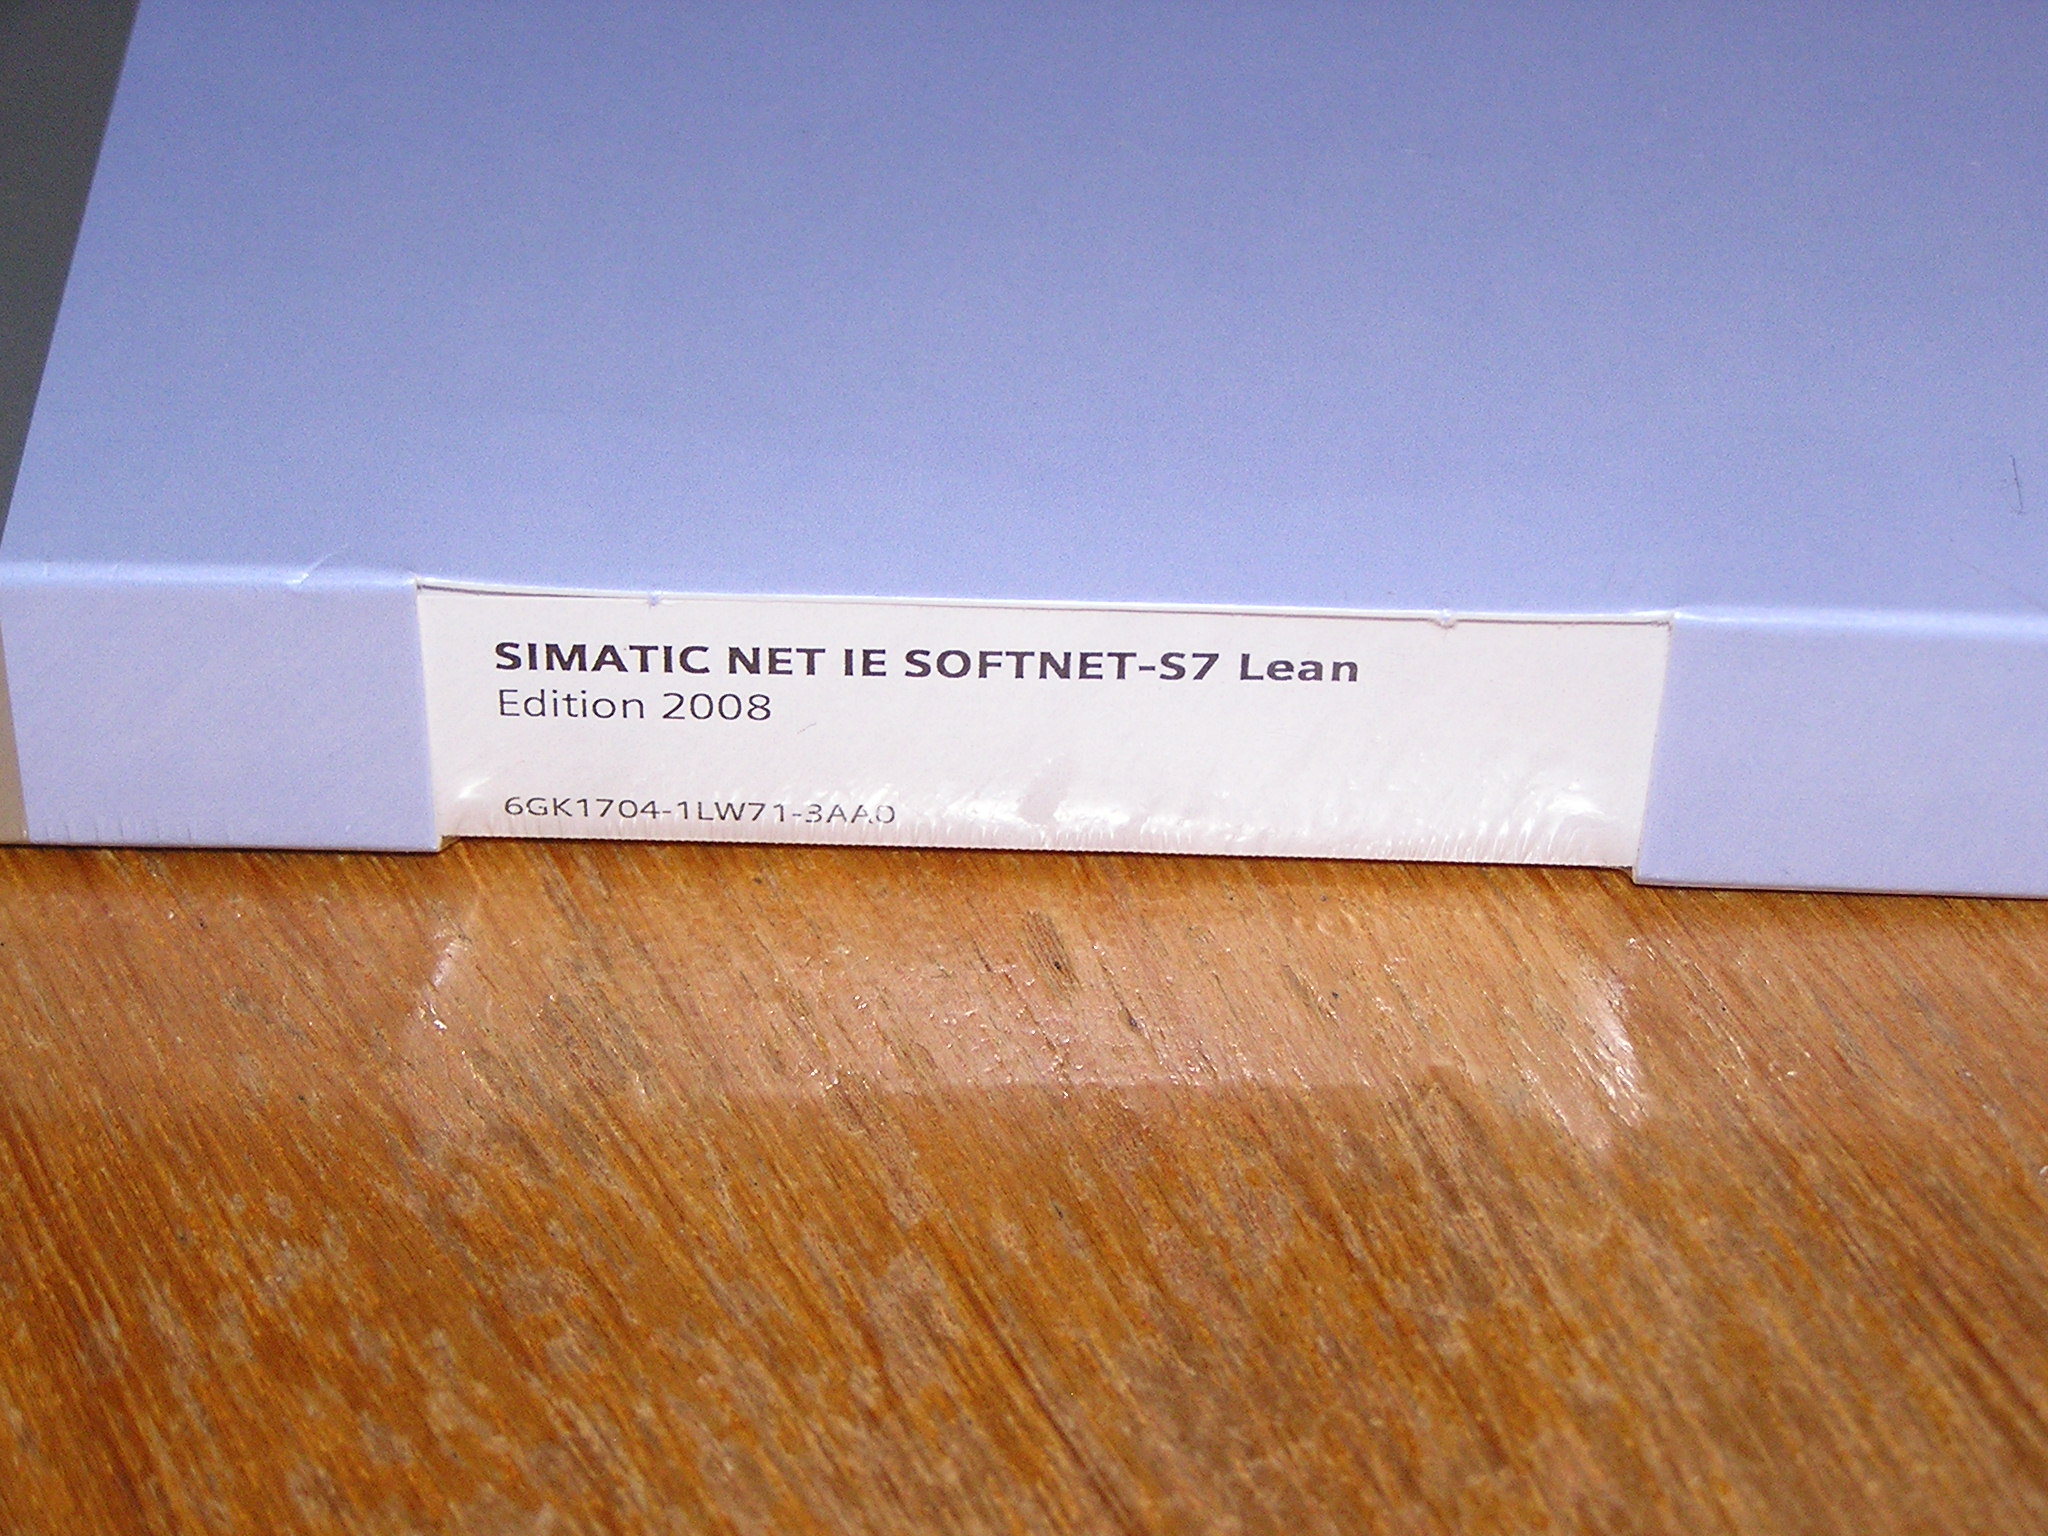 SIMATIC NET IE SOFTNET-S7 Lean
Edition 2008
6GK1704-1LW71-3AA0